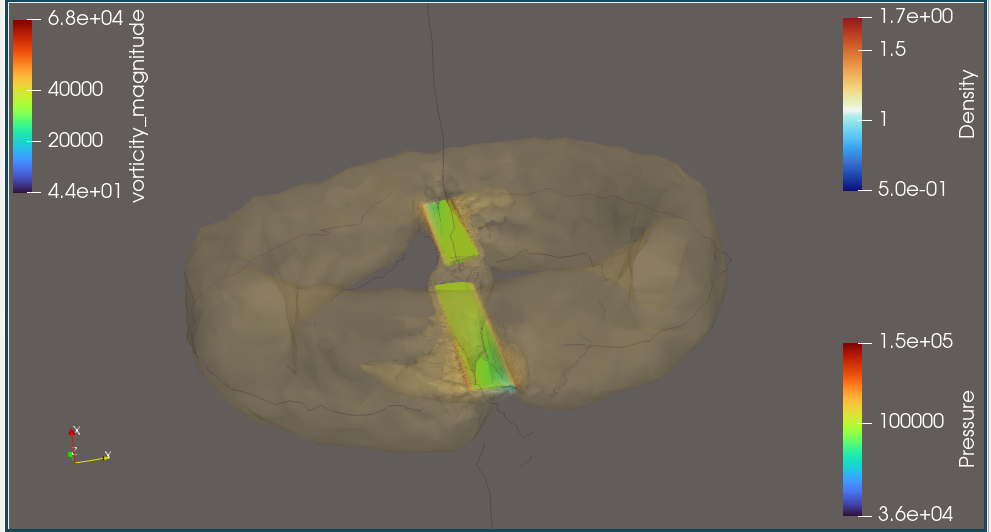 6.8e+04
40000
20000
4.4e+01
vorticity_magnitude
1.7e+00
1.5
1
5.0e-01
Density
1.5e+05
100000
3.6e+04
Pressure
X
Z
Y